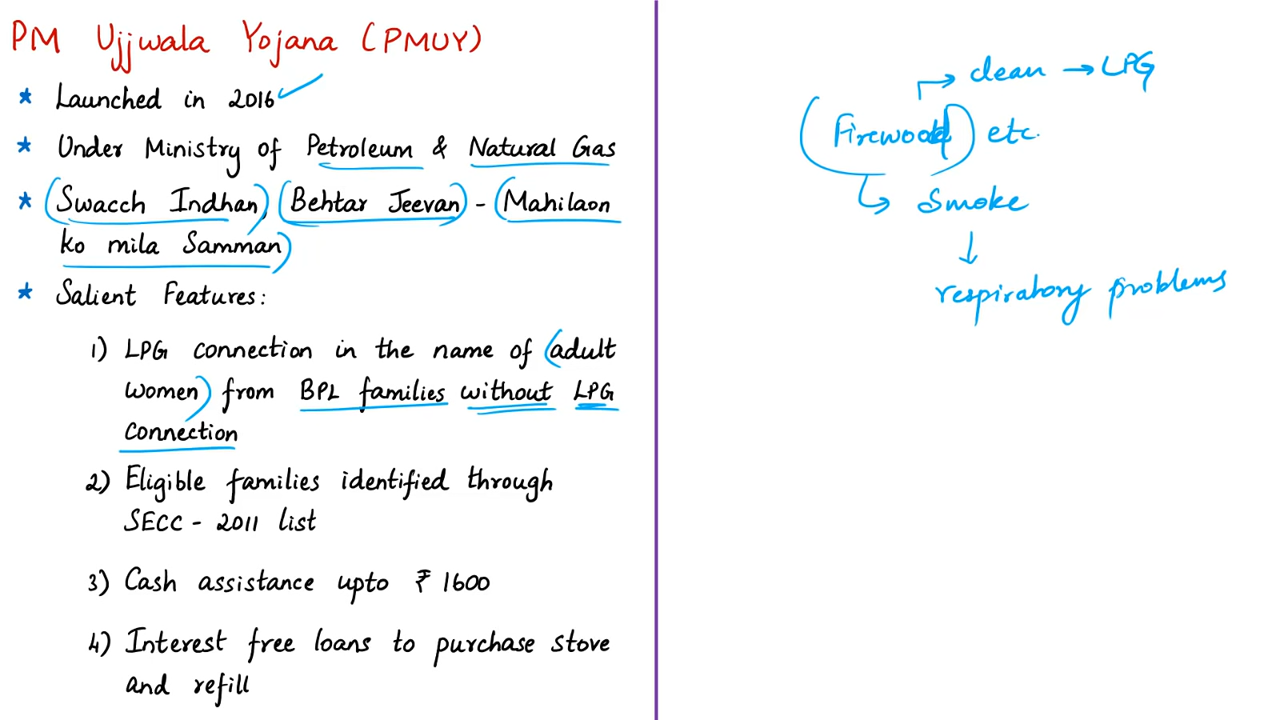 PM Ujjwala Yojana (PMUY)
* Launched in 2016
* Under Ministry of Petroleum & Natural Gas
* (Swacch Indhan) (Behtar Jeevan) - (Mahilaon
ko mila Samman)
* Salient Features:
1) LPG connection in the name of (adult
women) from BPL families without LPG
connection
2) Eligible families identified through
SECC - 2011 list
3) Cash assistance upto ₹ 1600
4) Interest free loans to purchase stove
and refill
→ clean → LPG
(Firewood) etc.
↳ Smoke
↓
respiratory problems